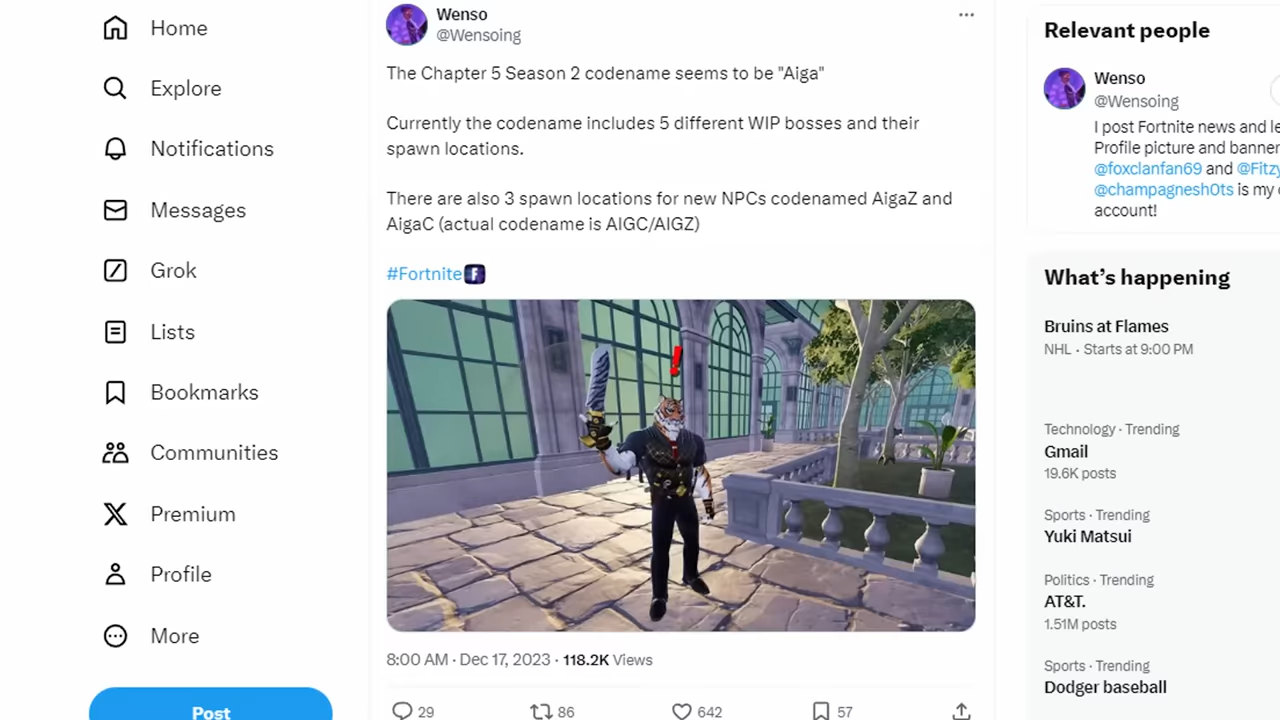 Home
Explore
Notifications
Messages
Grok
Lists
Bookmarks
Communities
Premium
Profile
More
Post
Wenso
@Wensoing
The Chapter 5 Season 2 codename seems to be "Aiga"
Currently the codename includes 5 different WIP bosses and their
spawn locations.
There are also 3 spawn locations for new NPCs codenamed AigaZ and
AigaC (actual codename is AIGC/AIGZ)
#Fortnite
!
8:00 AM · Dec 17, 2023 · 118.2K Views
29 86 642 57
Relevant people
Wenso
@Wensoing
I post Fortnite news and le
Profile picture and banner
@foxclanfan69 and @Fitzy
@champagnesh0ts is my
account!
What's happening
Bruins at Flames
NHL · Starts at 9:00 PM
Technology · Trending
Gmail
19.6K posts
Sports · Trending
Yuki Matsui
Politics · Trending
AT&T.
1.51M posts
Sports · Trending
Dodger baseball